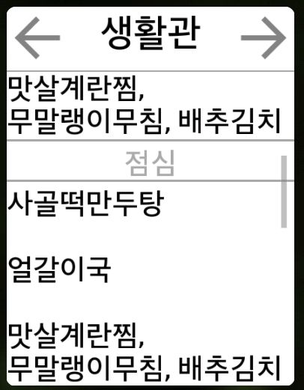 생활관
맛살계란찜,
무말랭이무침, 배추김치
점심
사골떡만두탕
얼갈이국
맛살계란찜,
무말랭이무침, 배추김치